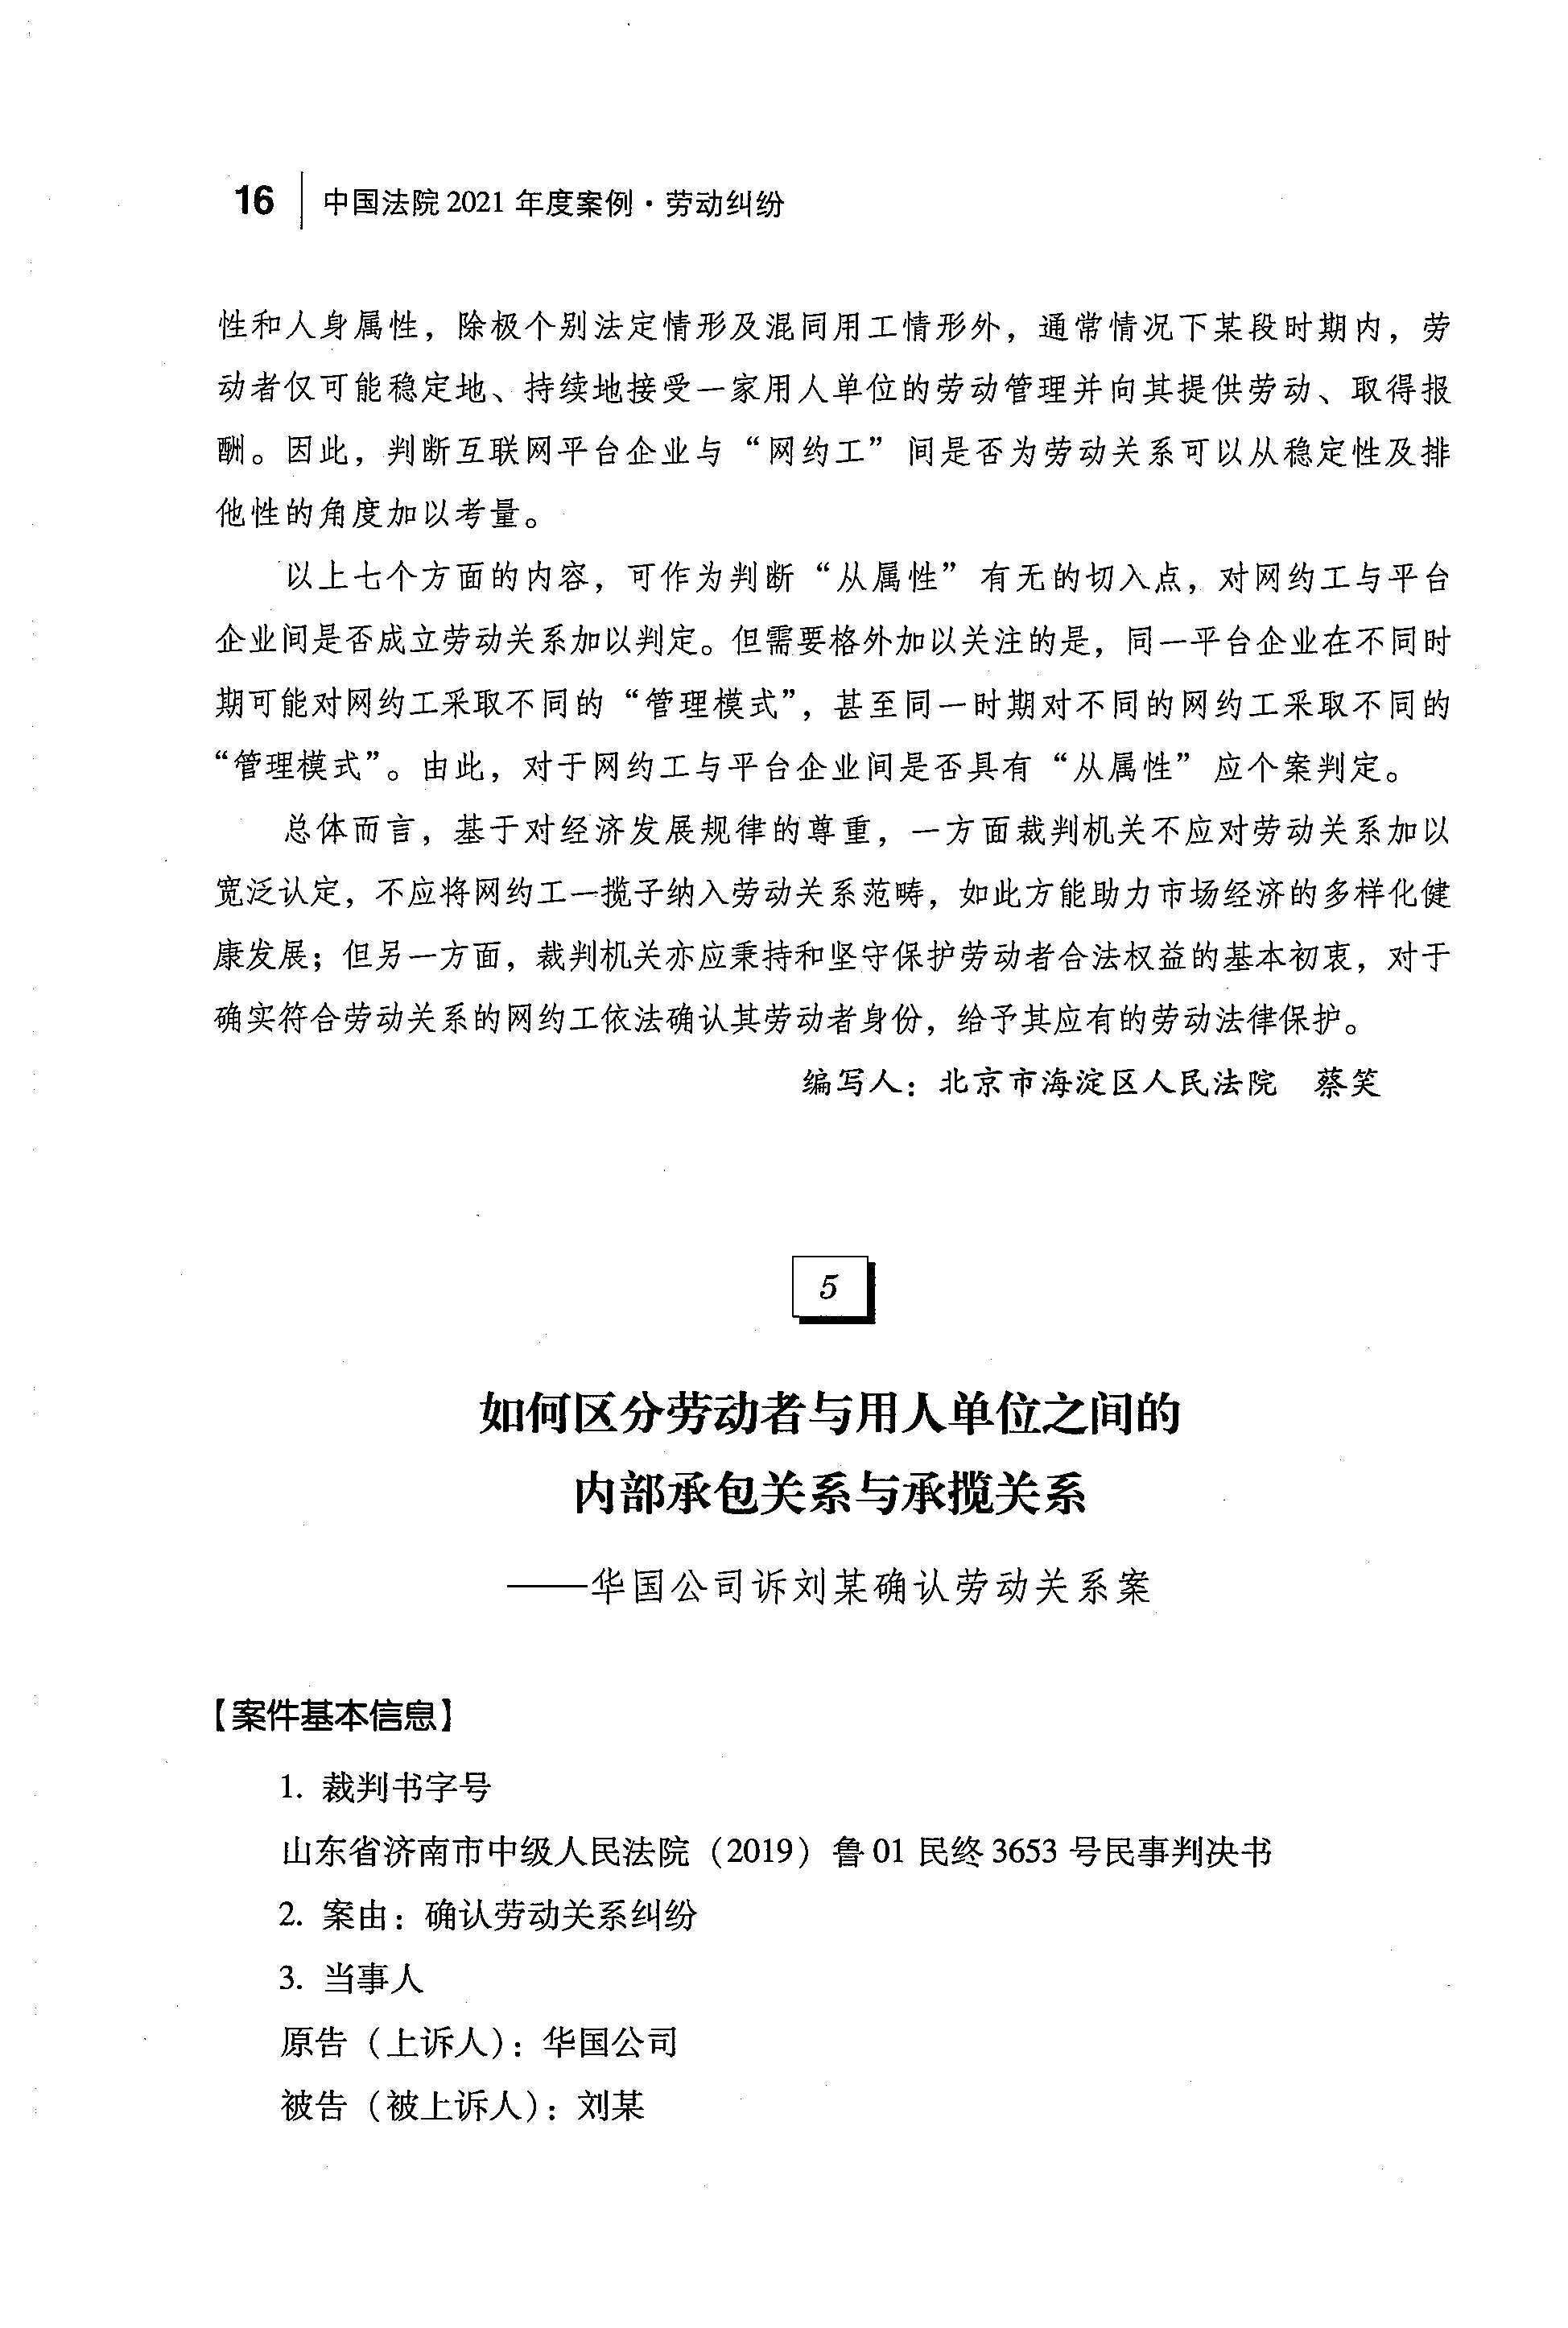 16 中国法院 2021 年度案例·劳动纠纷
性和人身属性，除极个别法定情形及混同用工情形外，通常情况下某段时期内，劳
动者仅可能稳定地、持续地接受一家用人单位的劳动管理并向其提供劳动、取得报
酬。因此，判断互联网平台企业与“网约工”间是否为劳动关系可以从稳定性及排
他性的角度加以考量。
以上七个方面的内容，可作为判断“从属性”有无的切入点，对网约工与平台
企业间是否成立劳动关系加以判定。但需要格外加以关注的是，同一平台企业在不同时
期可能对网约工采取不同的“管理模式”，甚至同一时期对不同的网约工采取不同的
“管理模式”。由此，对于网约工与平台企业间是否具有“从属性”应个案判定。
总体而言，基于对经济发展规律的尊重，一方面裁判机关不应对劳动关系加以
宽泛认定，不应将网约工一揽子纳入劳动关系范畴，如此方能助力市场经济的多样化健
康发展；但另一方面，裁判机关亦应秉持和坚守保护劳动者合法权益的基本初衷，对于
确实符合劳动关系的网约工依法确认其劳动者身份，给予其应有的劳动法律保护。
编写人：北京市海淀区人民法院 蔡笑
5
如何区分劳动者与用人单位之间的
内部承包关系与承揽关系
——华国公司诉刘某确认劳动关系案
【案件基本信息】
1. 裁判书字号
山东省济南市中级人民法院（2019）鲁 01 民终 3653 号民事判决书
2. 案由：确认劳动关系纠纷
3. 当事人
原告（上诉人）：华国公司
被告（被上诉人）：刘某